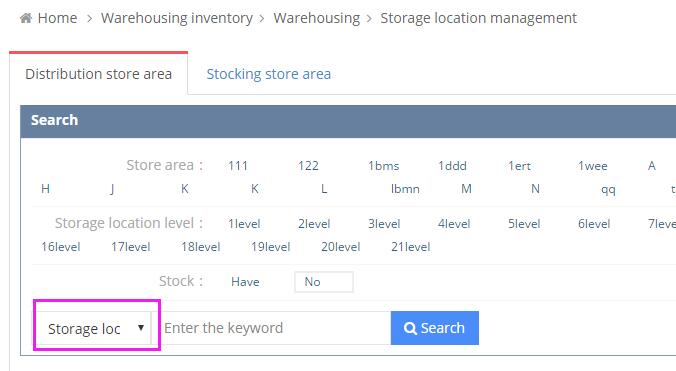 Home > Warehousing inventory > Warehousing > Storage location management
Distribution store area Stocking store area
Search
Store area : 111 122 1bms 1ddd 1ert 1wee A
H J K K L lbmn M N qq
Storage location level : 1level 2level 3level 4level 5level 6level 7leve
16level 17level 18level 19level 20level 21level
Stock : Have No
Storage loc Enter the keyword Search